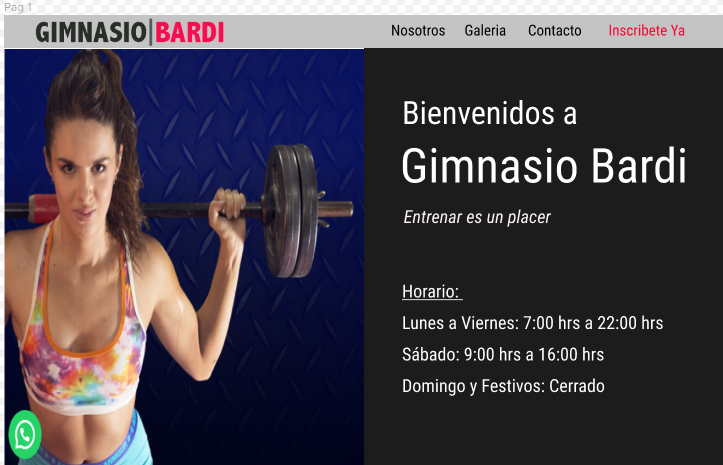 Pag 1
GIMNASIO|BARDI
Nosotros Galeria Contacto Inscribete Ya
Bienvenidos a
Gimnasio Bardi
Entrenar es un placer
Horario:
Lunes a Viernes: 7:00 hrs a 22:00 hrs
Sábado: 9:00 hrs a 16:00 hrs
Domingo y Festivos: Cerrado